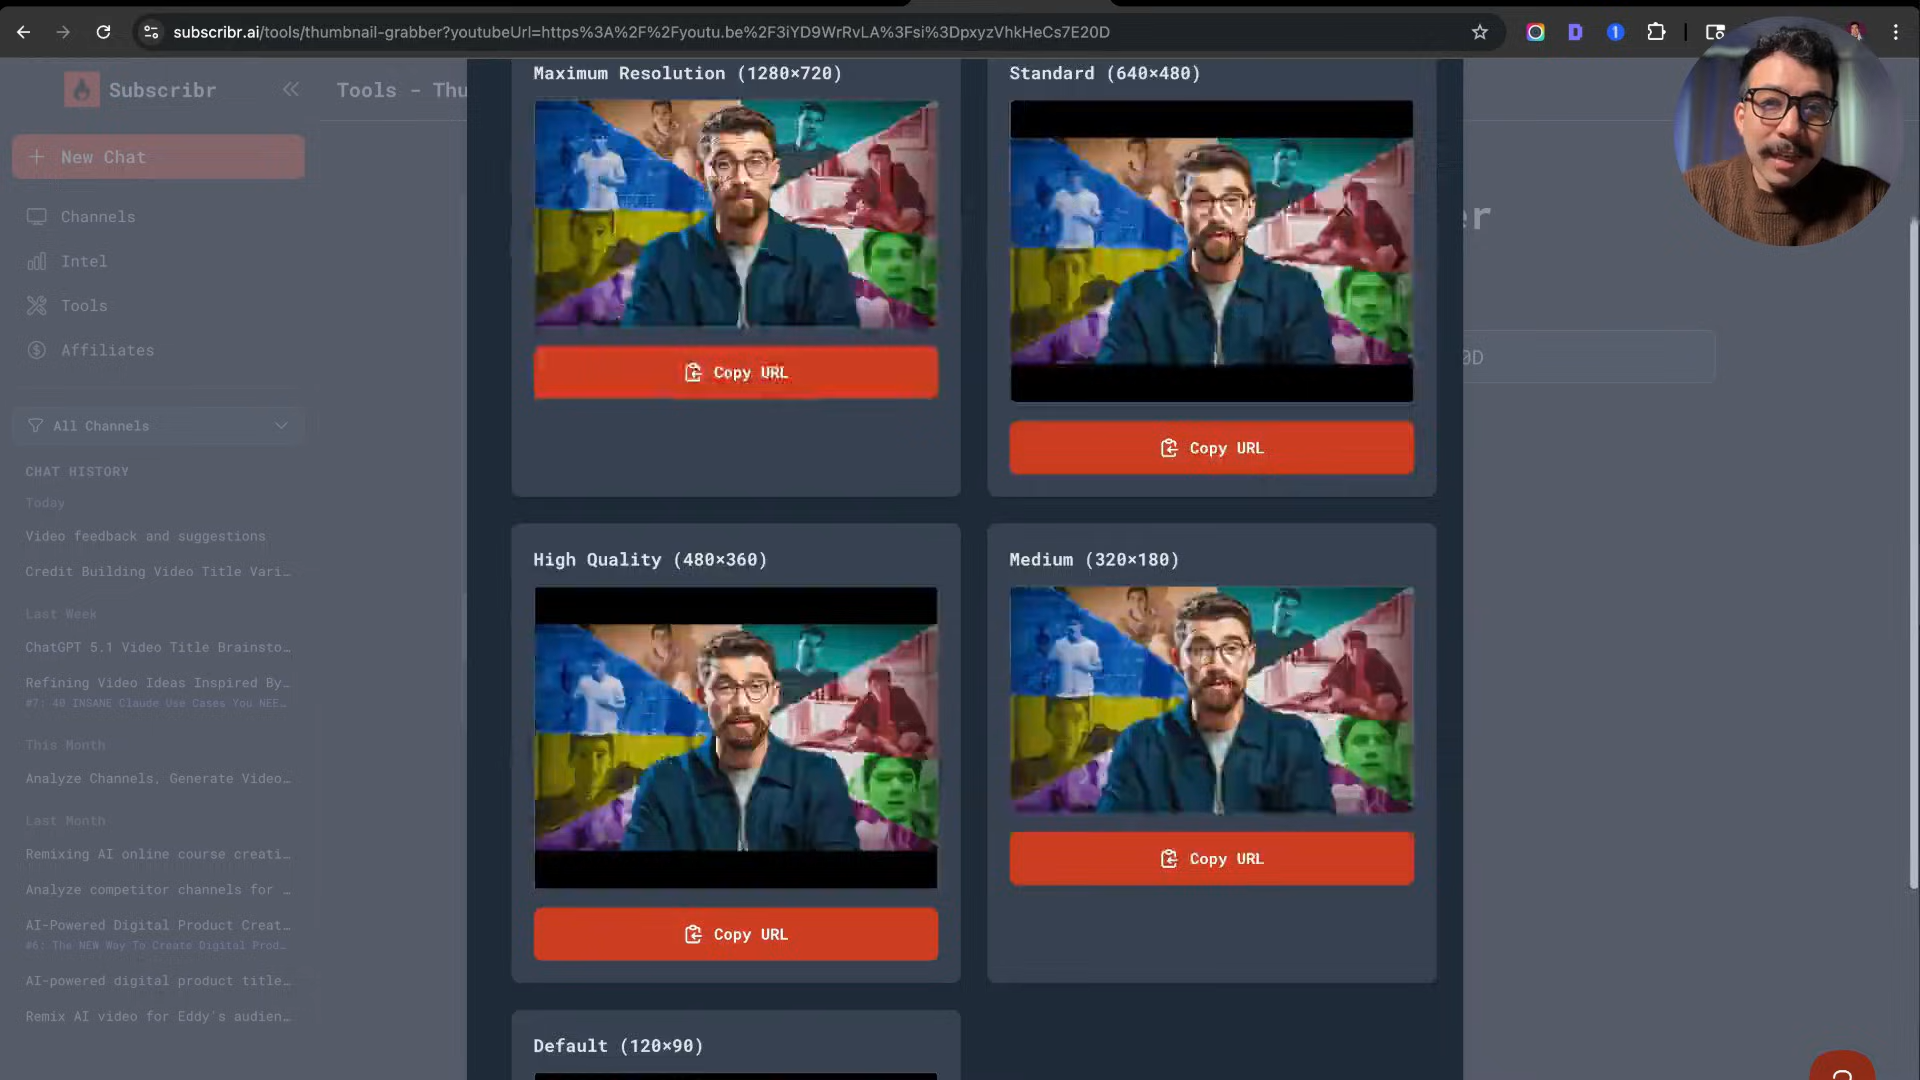 subscribr.ai/tools/thumbnail-grabber?youtubeUrl=https%3A%2F%2Fyoutu.be%2F3iYD9WrRvLA%3Fsi%3DpxyzVhkHeCs7E20D
Subscribr
Tools - Thu
New Chat
Channels
Intel
Tools
Affiliates
All Channels
CHAT HISTORY
Today
Video feedback and suggestions
Credit Building Video Title Vari…
Last Week
ChatGPT 5.1 Video Title Brainsto…
Refining Video Ideas Inspired By…
#7: 40 INSANE Claude Use Cases You NEE…
This Month
Analyze Channels, Generate Video…
Last Month
Remixing AI online course creati…
Analyze competitor channels for …
AI-Powered Digital Product Creat…
#6: The NEW Way To Create Digital Prod…
AI-powered digital product title…
Remix AI video for Eddy's audien…
Maximum Resolution (1280×720)
Copy URL
Standard (640×480)
Copy URL
High Quality (480×360)
Copy URL
Medium (320×180)
Copy URL
Default (120×90)
er
0D